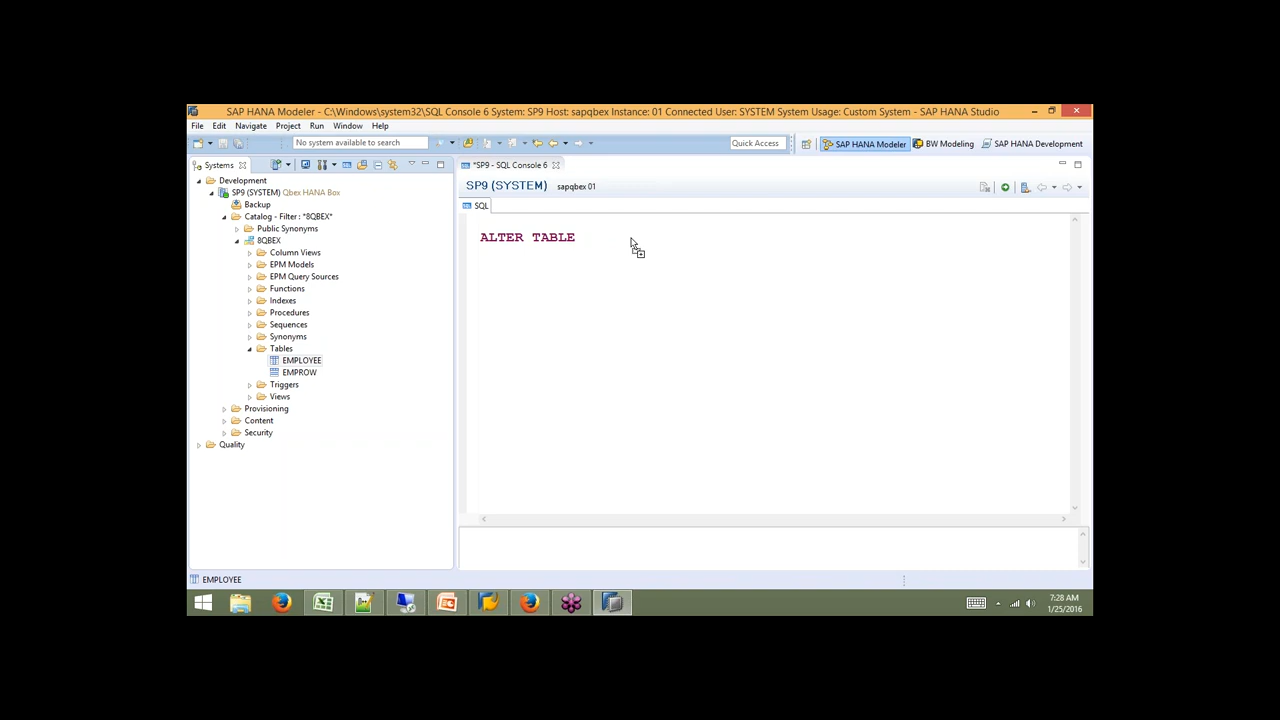 SAP HANA Modeler - C:\Windows\system32\SQL Console 6 System: SP9 Host: sapqbex Instance: 01 Connected User: SYSTEM System Usage: Custom System - SAP HANA Studio
File Edit Navigate Project Run Window Help
No system available to search
Quick Access
SAP HANA Modeler
BW Modeling
SAP HANA Development
Systems
Development
SP9 (SYSTEM) Qbex HANA Box
Backup
Catalog - Filter : *8QBEX*
Public Synonyms
8QBEX
Column Views
EPM Models
EPM Query Sources
Functions
Indexes
Procedures
Sequences
Synonyms
Tables
EMPLOYEE
EMPROW
Triggers
Views
Provisioning
Content
Security
Quality
*SP9 - SQL Console 6
SP9 (SYSTEM) sapqbex 01
SQL
ALTER TABLE
EMPLOYEE
7:28 AM
1/25/2016